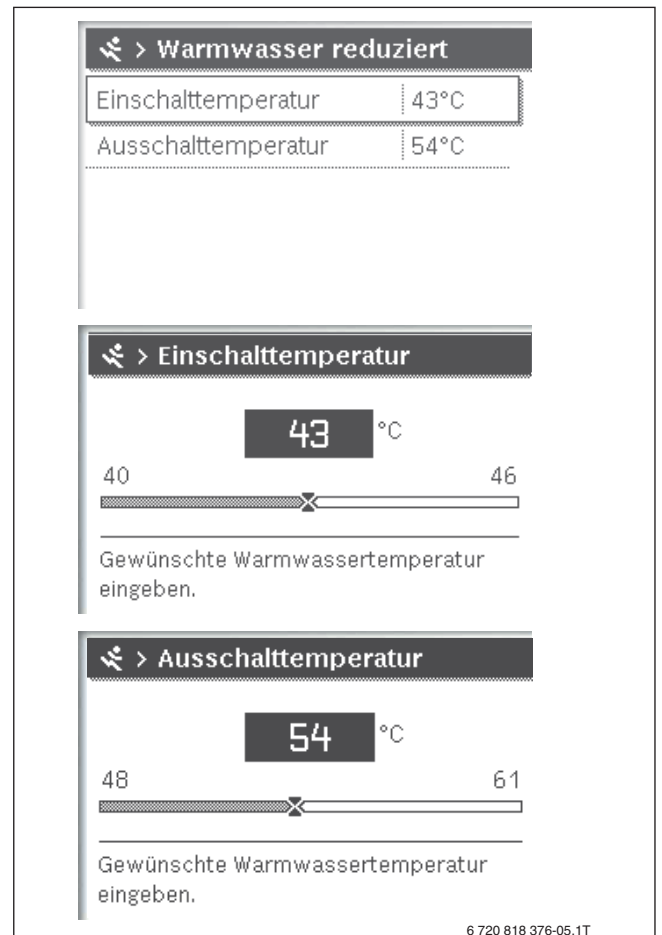 > Warmwasser reduziert
Einschalttemperatur 43°C
Ausschalttemperatur 54°C
> Einschalttemperatur
43 °C
40 46
Gewünschte Warmwassertemperatur
eingeben.
> Ausschalttemperatur
54 °C
48 61
Gewünschte Warmwassertemperatur
eingeben.
6 720 818 376-05.1T